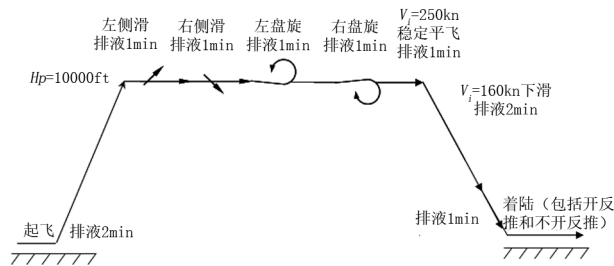 左侧滑
排液1min
右侧滑
排液1min
左盘旋
排液1min
右盘旋
排液1min
Vi=250kn
稳定平飞
排液1min
Hp=10000ft
Vi=160kn下滑
排液2min
起飞
排液2min
排液1min
着陆（包括开反
推和不开反推）